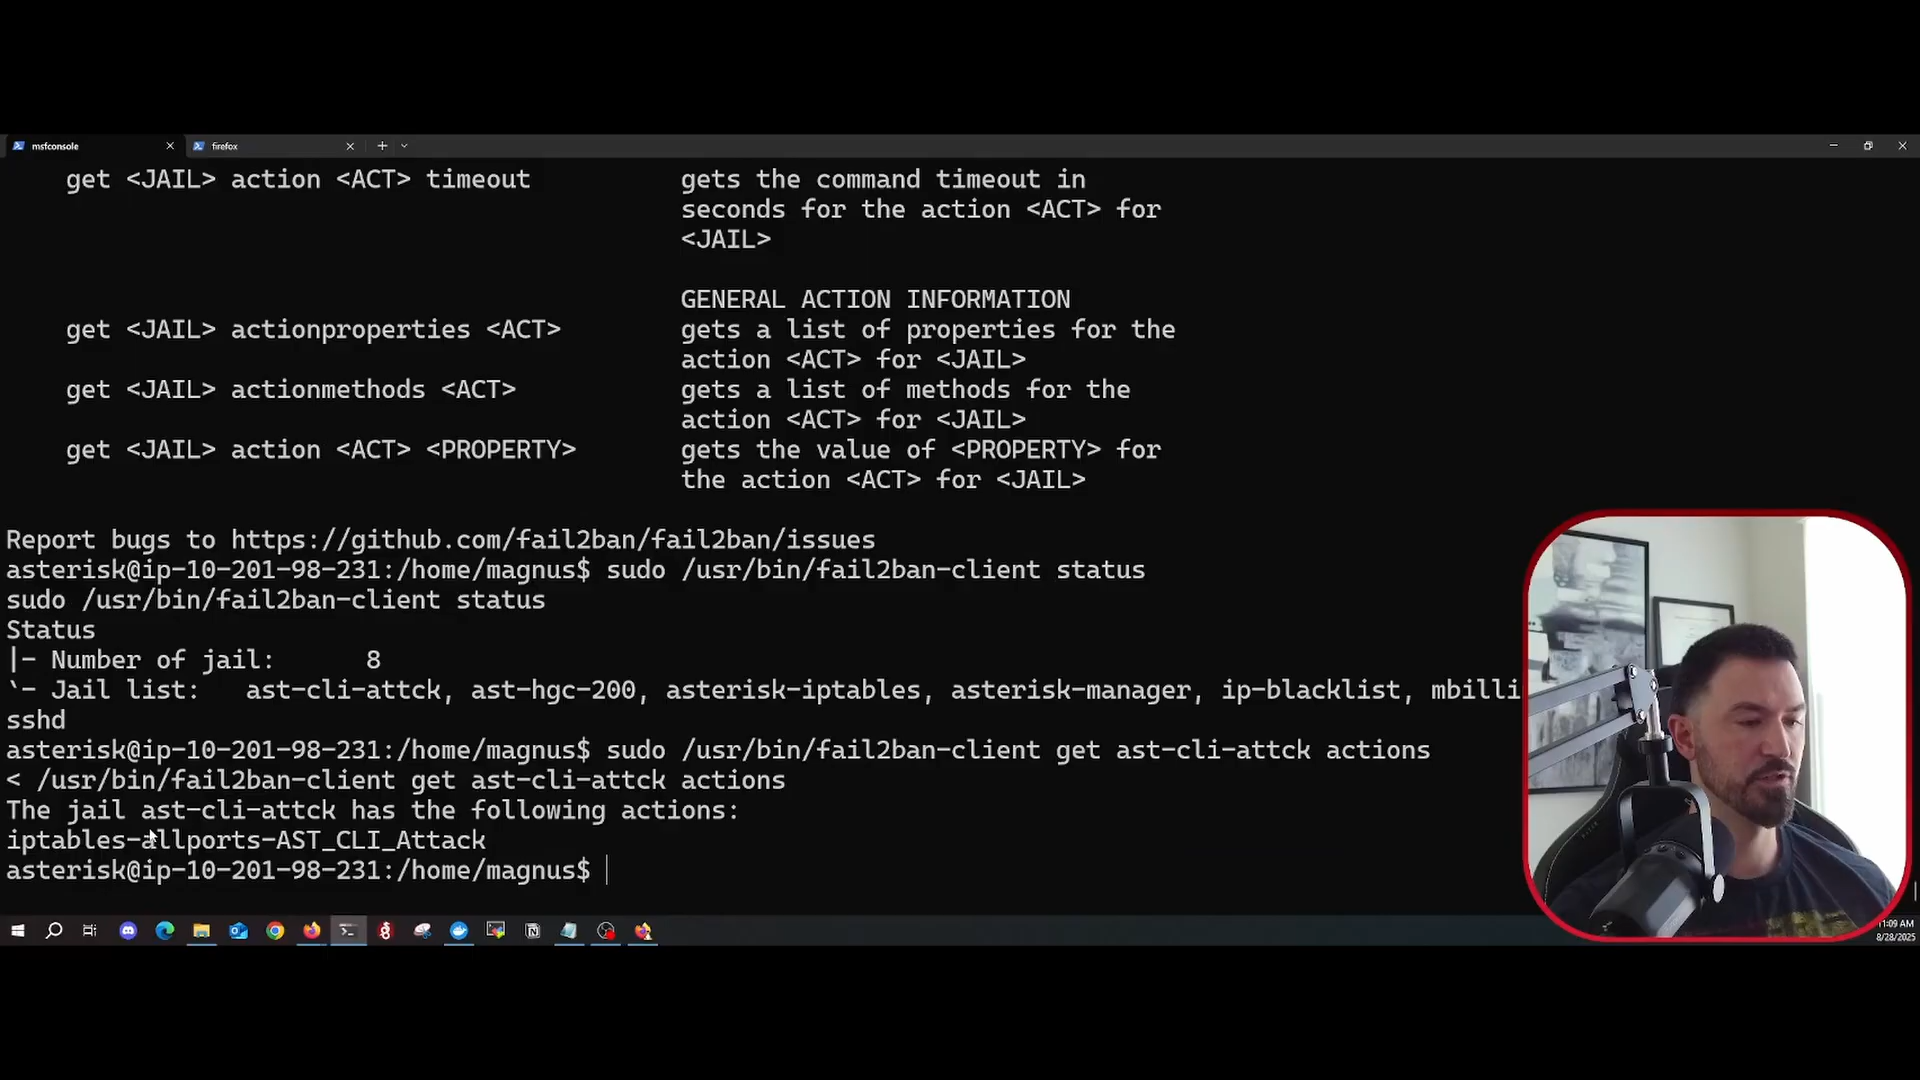 msfconsole
firefox
get <JAIL> action <ACT> timeout gets the command timeout in
seconds for the action <ACT> for
<JAIL>
GENERAL ACTION INFORMATION
get <JAIL> actionproperties <ACT> gets a list of properties for the
action <ACT> for <JAIL>
get <JAIL> actionmethods <ACT> gets a list of methods for the
action <ACT> for <JAIL>
get <JAIL> action <ACT> <PROPERTY> gets the value of <PROPERTY> for
the action <ACT> for <JAIL>
Report bugs to https://github.com/fail2ban/fail2ban/issues
asterisk@ip-10-201-98-231:/home/magnus$ sudo /usr/bin/fail2ban-client status
sudo /usr/bin/fail2ban-client status
Status
|- Number of jail: 8
`- Jail list: ast-cli-attck, ast-hgc-200, asterisk-iptables, asterisk-manager, ip-blacklist, mbilli
sshd
asterisk@ip-10-201-98-231:/home/magnus$ sudo /usr/bin/fail2ban-client get ast-cli-attck actions
< /usr/bin/fail2ban-client get ast-cli-attck actions
The jail ast-cli-attck has the following actions:
iptables-allports-AST_CLI_Attack
asterisk@ip-10-201-98-231:/home/magnus$
11:09 AM
8/28/2025